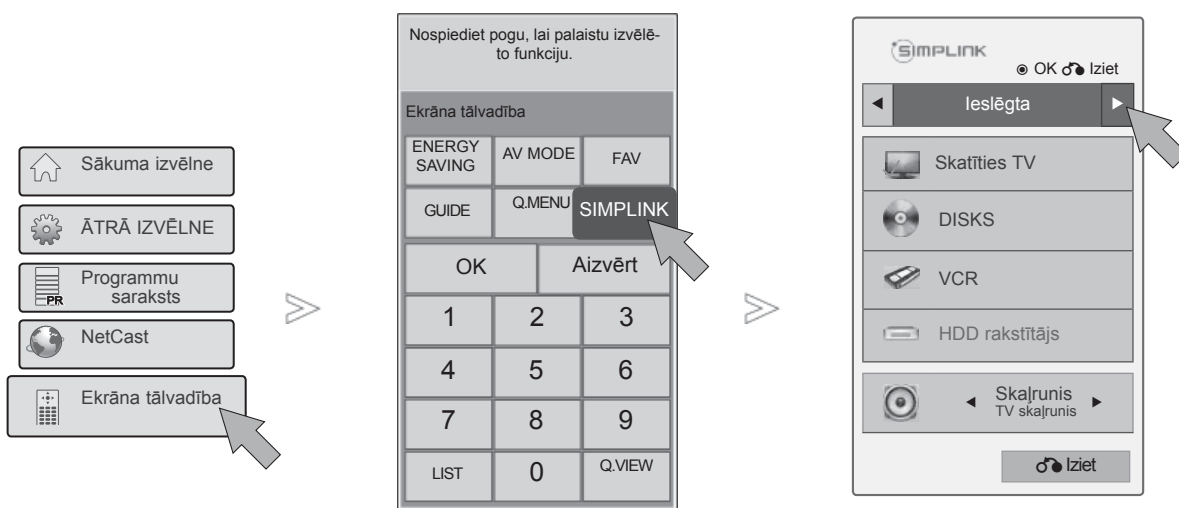 Sākuma izvēlne
ĀTRĀ IZVĒLNE
PR
Programmu
saraksts
NetCast
Ekrāna tālvadība
Nospiediet pogu, lai palaistu izvēlē-
to funkciju.
Ekrāna tālvadība
ENERGY
SAVING
AV MODE
FAV
GUIDE
Q.MENU
SIMPLINK
OK
Aizvērt
1
2
3
4
5
6
7
8
9
LIST
0
Q.VIEW
SIMPLINK
OK Iziet
Ieslēgta
Skatīties TV
DISKS
VCR
HDD rakstītājs
Skaļrunis
TV skaļrunis
Iziet